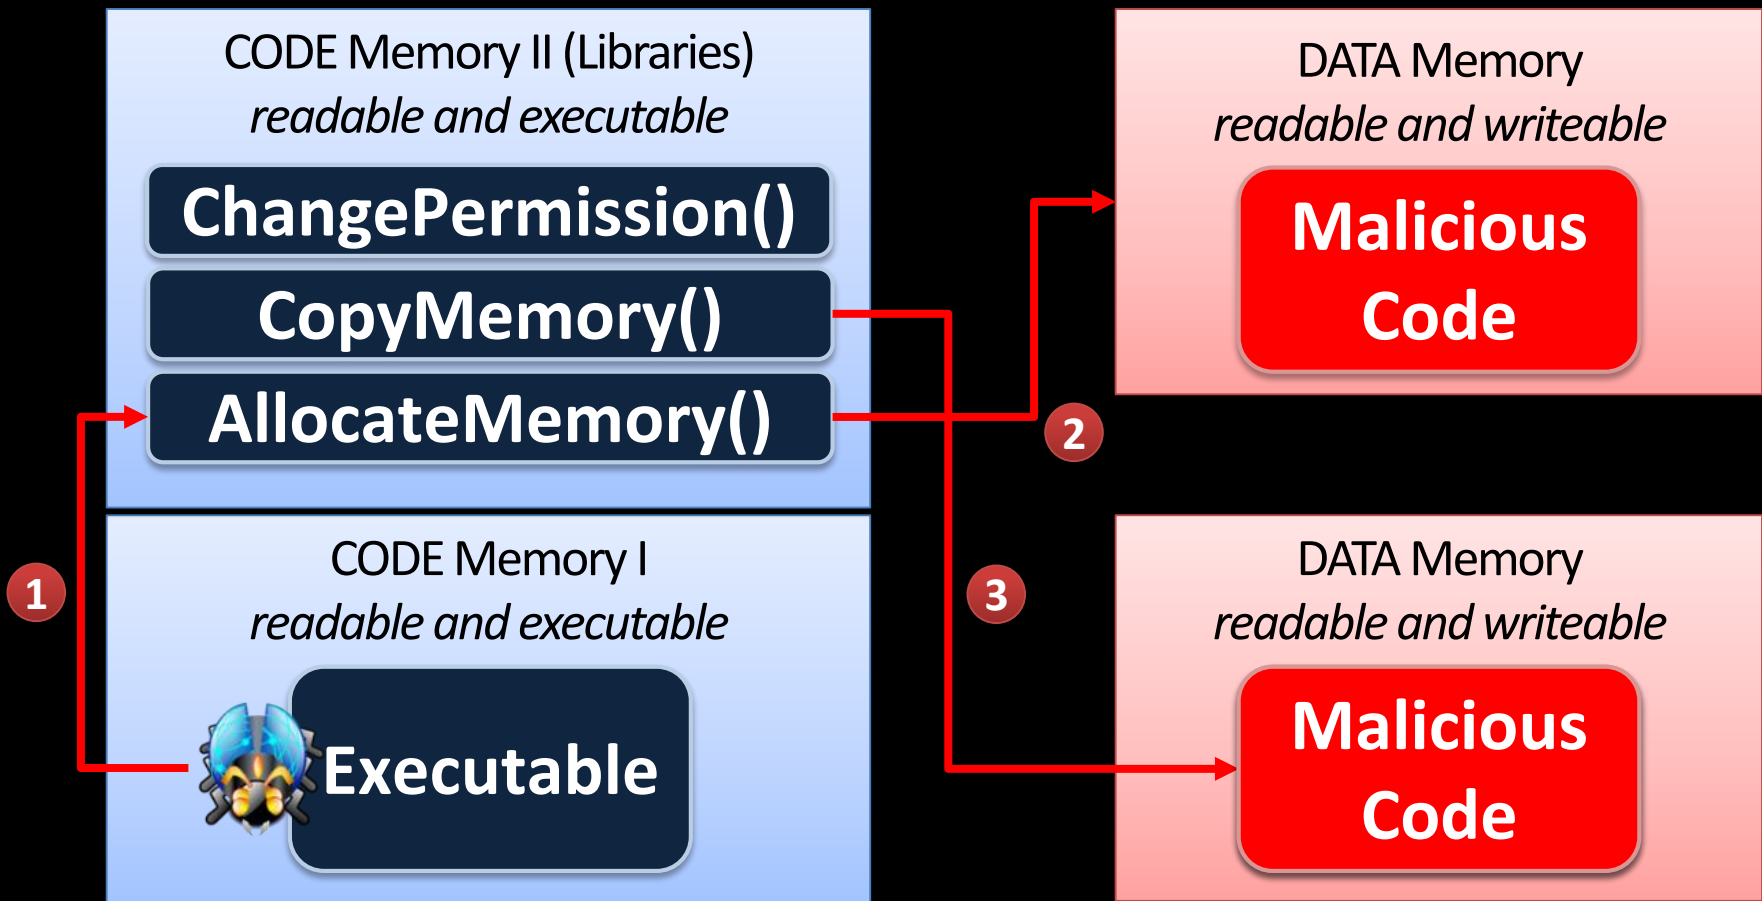 CODE Memory II (Libraries)
readable and executable
ChangePermission()
CopyMemory()
AllocateMemory()
DATA Memory
readable and writeable
Malicious
Code
2
1
CODE Memory I
readable and executable
Executable
3
DATA Memory
readable and writeable
Malicious
Code